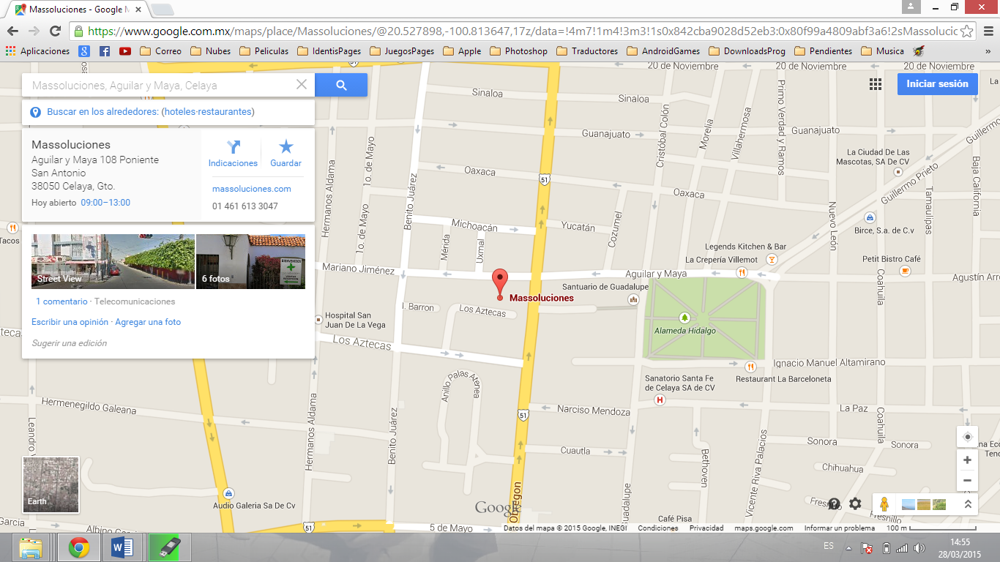 Massoluciones - Google M
https://www.google.com.mx/maps/place/Massoluciones/@20.527898,-100.813647,17z/data=!4m7!1m4!3m3!1s0x842cba9028d52eb3:0x80f99a4809abf3a6!2sMassolucic
Aplicaciones Correo Nubes Peliculas IdentisPages JuegosPages Apple Photoshop Traductores AndroidGames DownloadsProg Pendientes Musica »
Massoluciones, Aguilar y Maya, Celaya
Buscar en los alrededores: (hoteles·restaurantes)
Massoluciones
Aguilar y Maya 108 Poniente
San Antonio
38050 Celaya, Gto.
Hoy abierto 09:00–13:00
Indicaciones
Guardar
massoluciones.com
01 461 613 3047
Street View
6 fotos
BIENVENIDOS
1 comentario · Telecomunicaciones
Escribir una opinión · Agregar una foto
Sugerir una edición
Iniciar sesión
20 de Noviembre
20 de Noviembre
20 de Noviembre
Sinaloa
Sinaloa
Guanajuato
Guanajuato
Guillermo
Guillermo Prieto
La Ciudad De Las
Mascotas, SA De CV
Cristóbal Colón
Morelia
Villahermosa
Primo Verdad y Ramos
Baja California
Tamaulipas
Nuevo León
Coahuila
Coahuila
Oaxaca
Oaxaca
51
Hermanos Aldama
1o. de Mayo
1o. de Mayo
Benito Juárez
Michoacán
Yucatán
Cozumel
Mérida
Uxmal
Tacos
Mariano Jiménez
Aguilar y Maya
Agustín Arr
Legends Kitchen & Bar
La Crepería Villemot
Birce, S.a. de C.v
Petit Bistro Café
Santuario de Guadalupe
Massoluciones
I. Barron
Los Aztecas
Hospital San
Juan De La Vega
Los Aztecas
Alameda Hidalgo
Ignacio Manuel Altamirano
Restaurant La Barceloneta
Sanatorio Santa Fe
de Celaya SA de CV
H
Anillo Palas Atenea
Hermenegildo Galeana
Hermanos Aldama
Benito Juárez
Leandro
51
Narciso Mendoza
La Paz
Cuautla
Sonora
Sonora
Chihuahua
Bethoven
Vicente Riva Palacios
Guadalupe
Obregon
Café Pisa
Audio Galeria Sa De Cv
Garcia
Albino
51
5 de Mayo
Earth
Google
Fresnillo
Datos del mapa © 2015 Google, INEGI Condiciones Privacidad maps.google.com Informar un problema 100 m
ES
14:55
28/03/2015